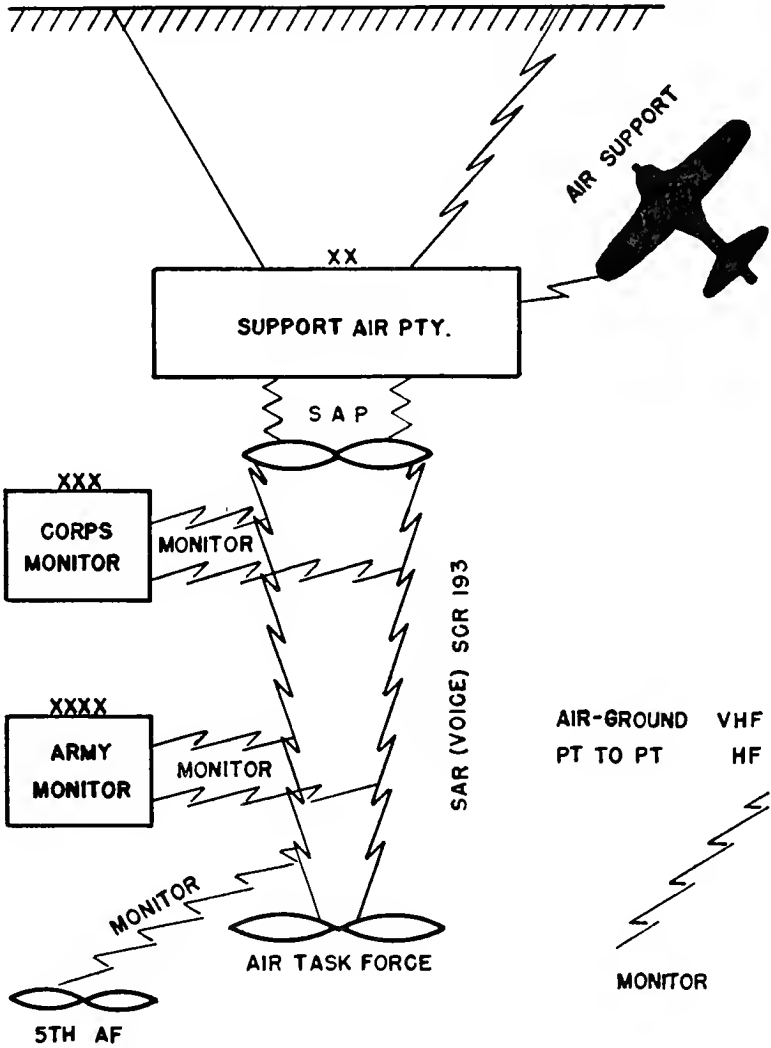 AIR SUPPORT
XX
SUPPORT AIR PTY.
SAP
XXX
CORPS
MONITOR
MONITOR
SAR (VOICE) SCR 193
XXXX
ARMY
MONITOR
MONITOR
AIR-GROUND VHF
PT TO PT HF
MONITOR
AIR TASK FORCE
MONITOR
5TH AF